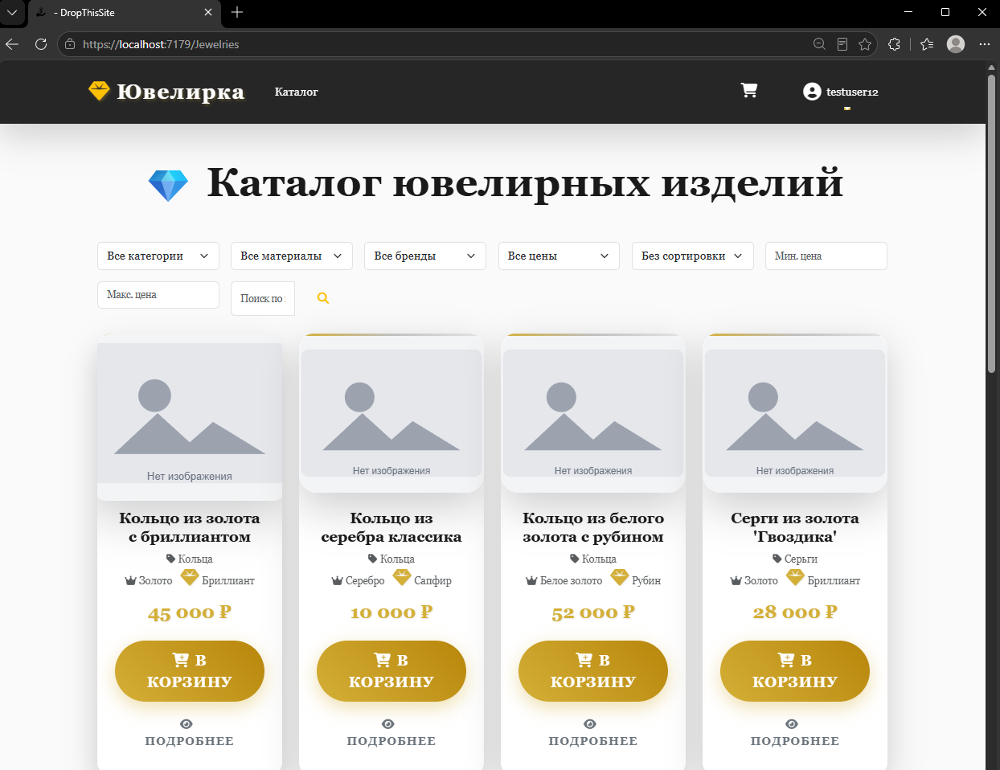 - DropThisSite
https://localhost:7179/Jewelries
Ювелирка
Каталог
testuser12
Каталог ювелирных изделий
Все категории
Все материалы
Все бренды
Все цены
Без сортировки
Мин. цена
Макс. цена
Поиск по
Нет изображения
Нет изображения
Нет изображения
Нет изображения
Кольцо из золота
с бриллиантом
Кольца
Золото Бриллиант
45 000 ₽
В
КОРЗИНУ
ПОДРОБНЕЕ
Кольцо из
серебра классика
Кольца
Серебро Сапфир
10 000 ₽
В
КОРЗИНУ
ПОДРОБНЕЕ
Кольцо из белого
золота с рубином
Кольца
Белое золото Рубин
52 000 ₽
В
КОРЗИНУ
ПОДРОБНЕЕ
Серги из золота
'Гвоздика'
Серьги
Золото Бриллиант
28 000 ₽
В
КОРЗИНУ
ПОДРОБНЕЕ